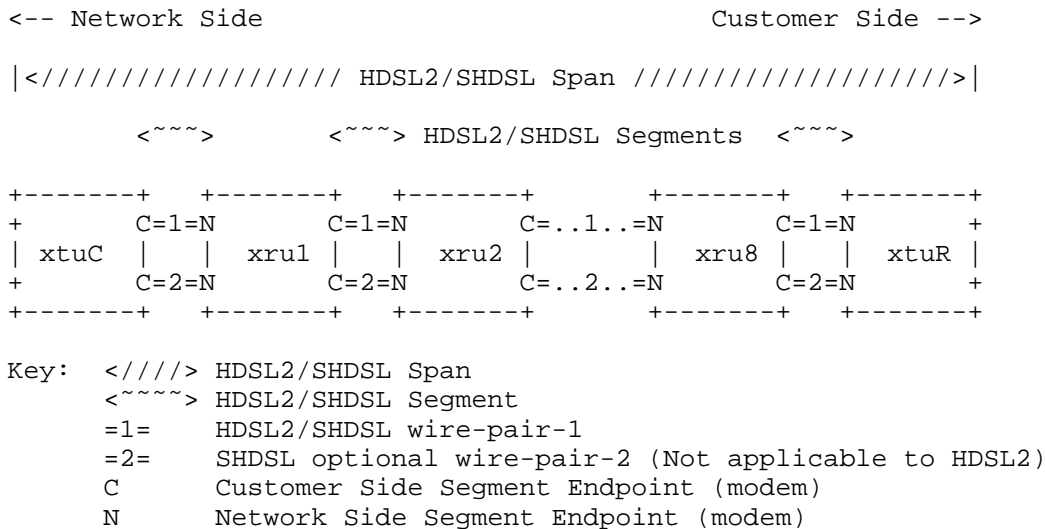 <-- Network Side                             Customer Side -->
|</////////////////// HDSL2/SHDSL Span ////////////////////>|
<~~~>       <~~~> HDSL2/SHDSL Segments  <~~~>
+-------+   +-------+   +-------+       +-------+   +-------+
+       C=1=N       C=1=N       C=..1..=N       C=1=N       +
| xtuC  |   |  xru1 |   |  xru2 |       |  xru8 |   |  xtuR |
+       C=2=N       C=2=N       C=..2..=N       C=2=N       +
+-------+   +-------+   +-------+       +-------+   +-------+
Key:  <////> HDSL2/SHDSL Span
<~~~~> HDSL2/SHDSL Segment
=1=    HDSL2/SHDSL wire-pair-1
=2=    SHDSL optional wire-pair-2 (Not applicable to HDSL2)
C      Customer Side Segment Endpoint (modem)
N      Network Side Segment Endpoint (modem)